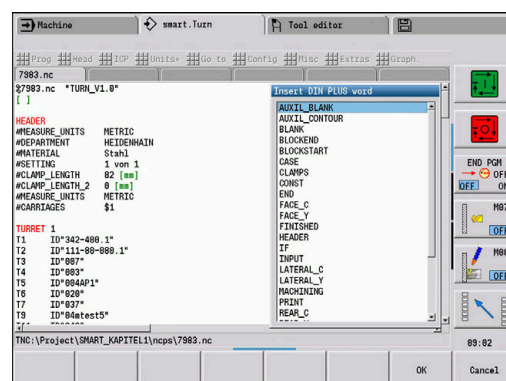 Machine
smart.Turn
Tool editor
Prog Head ICP Units» Go to Config Misc Extras Graph.
7983.nc
%7983.nc "TURN_V1.0"
[ ]
HEADER
#MEASURE_UNITS METRIC
#DEPARTMENT HEIDENHAIN
#MATERIAL Stahl
#SETTING 1 von 1
#CLAMP_LENGTH 82 [mm]
#CLAMP_LENGTH_2 0 [mm]
#MEASURE_UNITS METRIC
#CARRIAGES $1
TURRET 1
T1 ID"342-400.1"
T2 ID"111-80-080.1"
T3 ID"007"
T4 ID"003"
T5 ID"004AP1"
T6 ID"020"
T7 ID"037"
T9 ID"04mtest5"
Insert DIN PLUS word
AUXIL_BLANK
AUXIL_CONTOUR
BLANK
BLOCKEND
BLOCKSTART
CASE
CLAMPS
CONST
END
FACE_C
FACE_Y
FINISHED
HEADER
IF
INPUT
LATERAL_C
LATERAL_Y
MACHINING
PRINT
REAR_C
TNC:\Project\SMART_KAPITEL1\ncps\7983.nc
END PGM
OFF
OFF ON
M07
OFF
M08
OFF
09:02
OK
Cancel